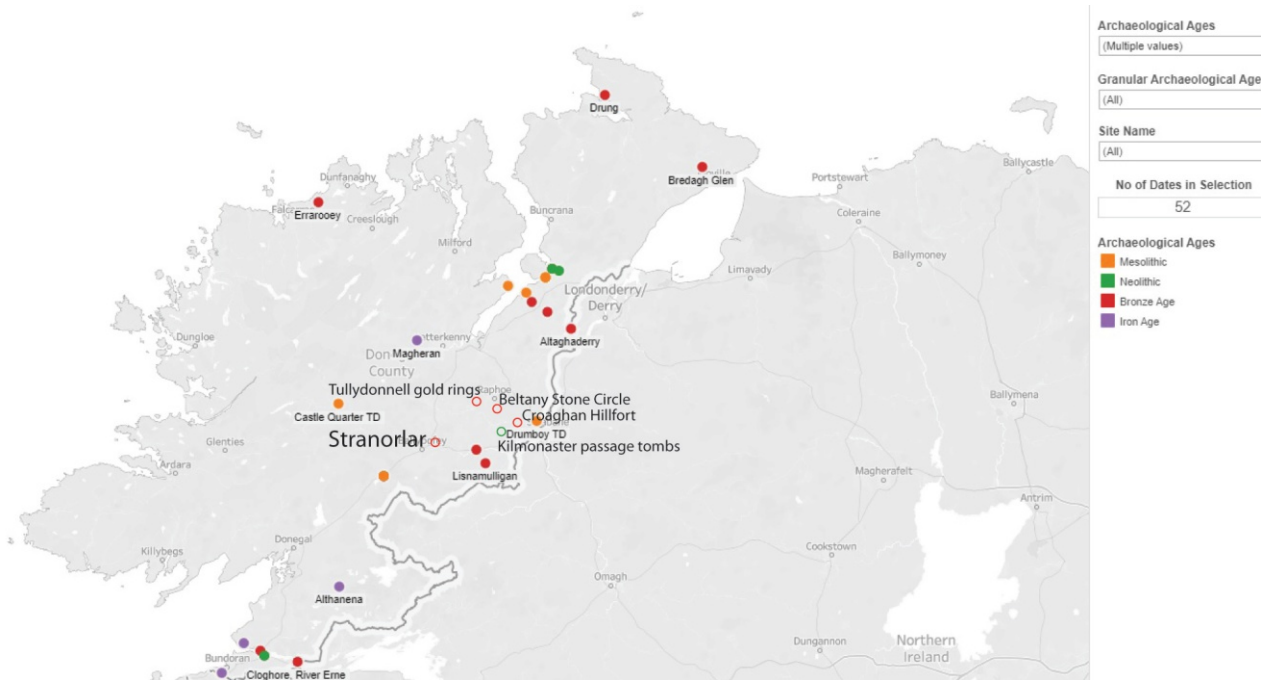 Drung
Bredagh Glen
Ballycastle
Portstewart
Coleraine
Dunfanaghy
Errarooey
Creeslough
Buncrana
Milford
Ballymoney
Limavady
Londonderry/
Derry
Altaghaderry
Magheran
Dungloe
County
Tullydonnell gold rings
Raphoe
Beltany Stone Circle
Castle Quarter TD
Croaghan Hillfort
Ballymena
Stranorlar
Drumboy TD
Kilmonaster passage tombs
Glenties
Ardara
Lisnamulligan
Magherafelt
Antrim
Donegal
Killybegs
Cookstown
Omagh
Althanena
Dungannon
Northern
Ireland
Bundoran
Cloghore, River Erne
Archaeological Ages
(Multiple values)
Granular Archaeological Age
(All)
Site Name
(All)
No of Dates in Selection
52
Archaeological Ages
Mesolithic
Neolithic
Bronze Age
Iron Age